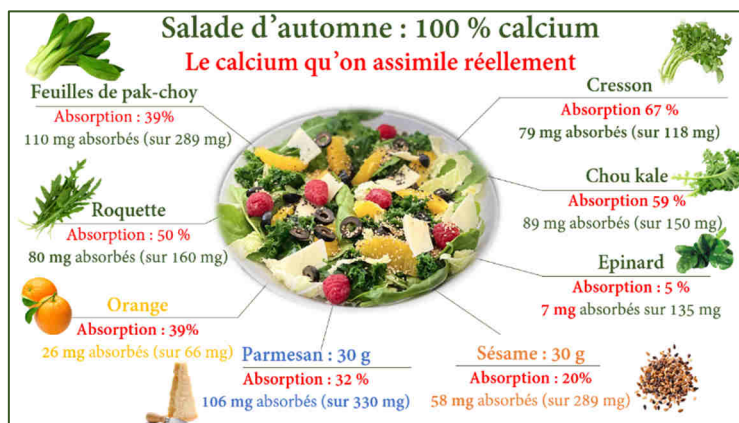 Salade d'automne : 100 % calcium
Le calcium qu'on assimile réellement
Feuilles de pak-choy
Absorption : 39%
110 mg absorbés (sur 289 mg)
Cresson
Absorption 67 %
79 mg absorbés (sur 118 mg)
Roquette
Absorption : 50 %
80 mg absorbés (sur 160 mg)
Chou kale
Absorption 59 %
89 mg absorbés (sur 150 mg)
Epinard
Absorption : 5 %
7 mg absorbés sur 135 mg
Orange
Absorption : 39%
26 mg absorbés (sur 66 mg)
Parmesan : 30 g
Absorption : 32 %
106 mg absorbés (sur 330 mg)
Sésame : 30 g
Absorption : 20%
58 mg absorbés (sur 289 mg)